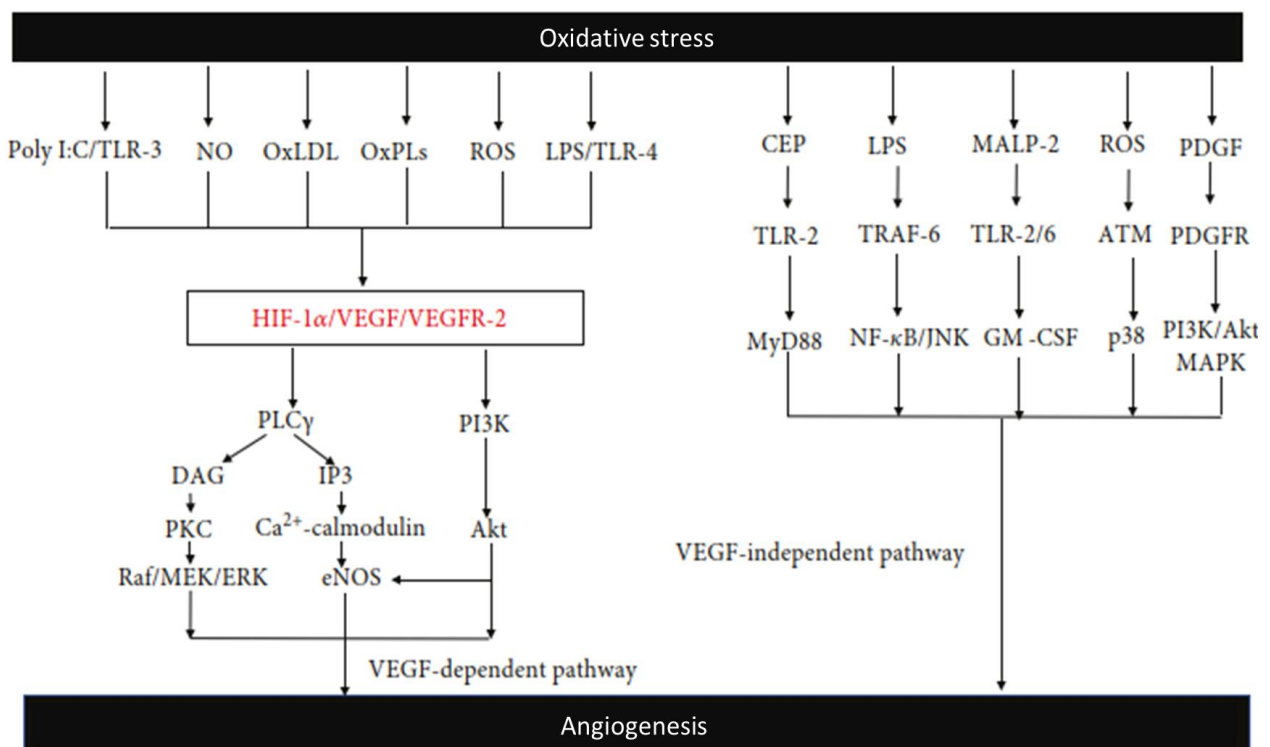 Oxidative stress
Poly I:C/TLR-3 NO OxLDL OxPLs ROS LPS/TLR-4
CEP LPS MALP-2 ROS PDGF
TLR-2 TRAF-6 TLR-2/6 ATM PDGFR
HIF-1α/VEGF/VEGFR-2
MyD88 NF-κB/JNK GM-CSF p38 PI3K/Akt
MAPK
PLCγ PI3K
DAG IP3
PKC Ca²⁺-calmodulin Akt
Raf/MEK/ERK eNOS
VEGF-independent pathway
VEGF-dependent pathway
Angiogenesis